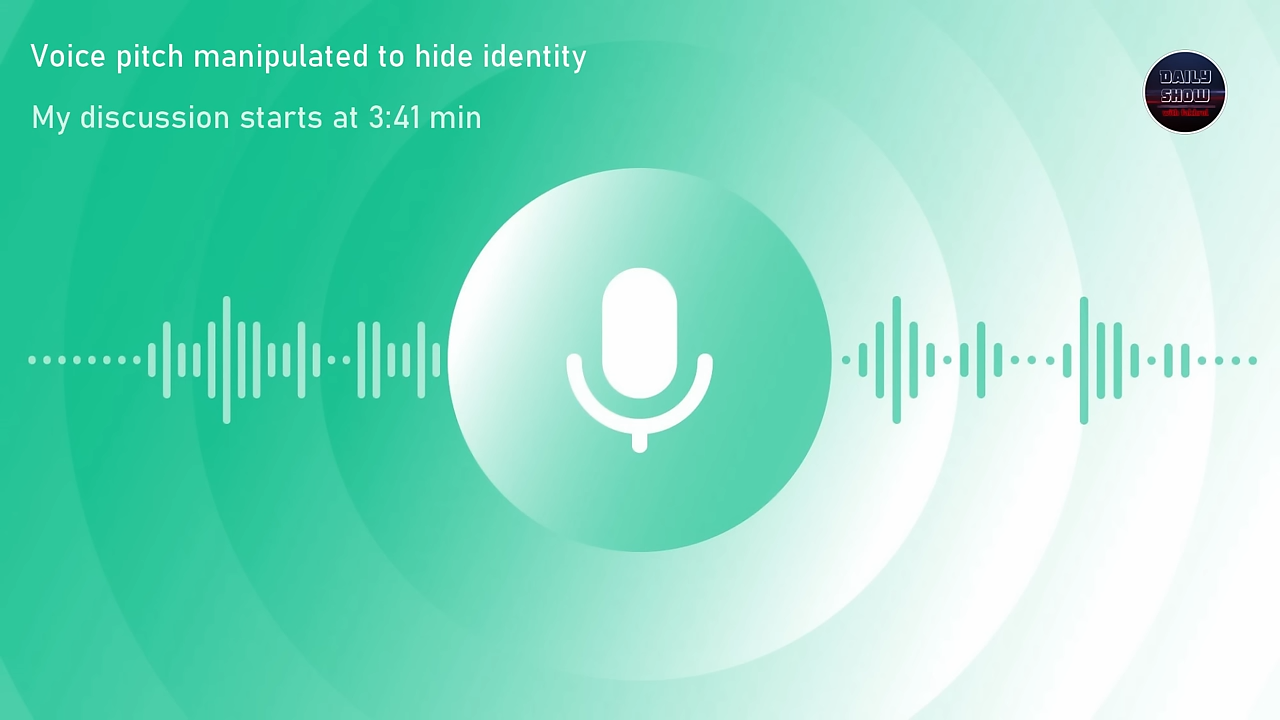 Voice pitch manipulated to hide identity
My discussion starts at 3:41 min
DAILY
SHOW